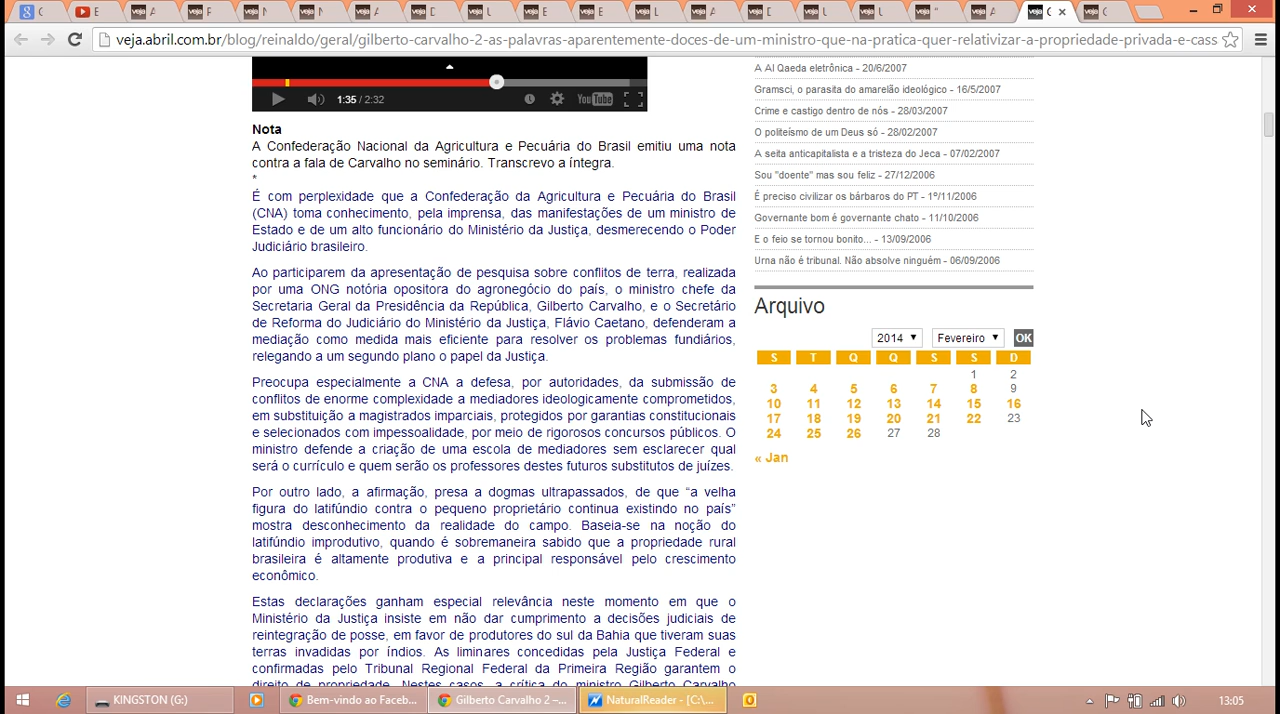 veja.abril.com.br/blog/reinaldo/geral/gilberto-carvalho-2-as-palavras-aparentemente-doces-de-um-ministro-que-na-pratica-quer-relativizar-a-propriedade-privada-e-cass
1:35 / 2:32
YouTube
Nota
A Confederação Nacional da Agricultura e Pecuária do Brasil emitiu uma nota
contra a fala de Carvalho no seminário. Transcrevo a íntegra.
*
É com perplexidade que a Confederação da Agricultura e Pecuária do Brasil
(CNA) toma conhecimento, pela imprensa, das manifestações de um ministro de
Estado e de um alto funcionário do Ministério da Justiça, desmerecendo o Poder
Judiciário brasileiro.
Ao participarem da apresentação de pesquisa sobre conflitos de terra, realizada
por uma ONG notória opositora do agronegócio do país, o ministro chefe da
Secretaria Geral da Presidência da República, Gilberto Carvalho, e o Secretário
de Reforma do Judiciário do Ministério da Justiça, Flávio Caetano, defenderam a
mediação como medida mais eficiente para resolver os problemas fundiários,
relegando a um segundo plano o papel da Justiça.
Preocupa especialmente a CNA a defesa, por autoridades, da submissão de
conflitos de enorme complexidade a mediadores ideologicamente comprometidos,
em substituição a magistrados imparciais, protegidos por garantias constitucionais
e selecionados com impessoalidade, por meio de rigorosos concursos públicos. O
ministro defende a criação de uma escola de mediadores sem esclarecer qual
será o currículo e quem serão os professores destes futuros substitutos de juízes.
Por outro lado, a afirmação, presa a dogmas ultrapassados, de que “a velha
figura do latifúndio contra o pequeno proprietário continua existindo no país”
mostra desconhecimento da realidade do campo. Baseia-se na noção do
latifúndio improdutivo, quando é sobremaneira sabido que a propriedade rural
brasileira é altamente produtiva e a principal responsável pelo crescimento
econômico.
Estas declarações ganham especial relevância neste momento em que o
Ministério da Justiça insiste em não dar cumprimento a decisões judiciais de
reintegração de posse, em favor de produtores do sul da Bahia que tiveram suas
terras invadidas por índios. As liminares concedidas pela Justiça Federal e
confirmadas pelo Tribunal Regional Federal da Primeira Região garantem o
direito de propriedade. Nestes casos, a crítica do ministro Gilberto Carvalho
A Al Qaeda eletrônica - 20/6/2007
Gramsci, o parasita do amarelão ideológico - 16/5/2007
Crime e castigo dentro de nós - 28/03/2007
O politeísmo de um Deus só - 28/02/2007
A seita anticapitalista e a tristeza do Jeca - 07/02/2007
Sou "doente" mas sou feliz - 27/12/2006
É preciso civilizar os bárbaros do PT - 1º/11/2006
Governante bom é governante chato - 11/10/2006
E o feio se tornou bonito... - 13/09/2006
Urna não é tribunal. Não absolve ninguém - 06/09/2006
Arquivo
2014 Fevereiro OK
S T Q Q S S D
1 2
3 4 5 6 7 8 9
10 11 12 13 14 15 16
17 18 19 20 21 22 23
24 25 26 27 28
« Jan
KINGSTON (G:)
Bem-vindo ao Faceb...
Gilberto Carvalho 2 –...
NaturalReader - [C:\...
13:05